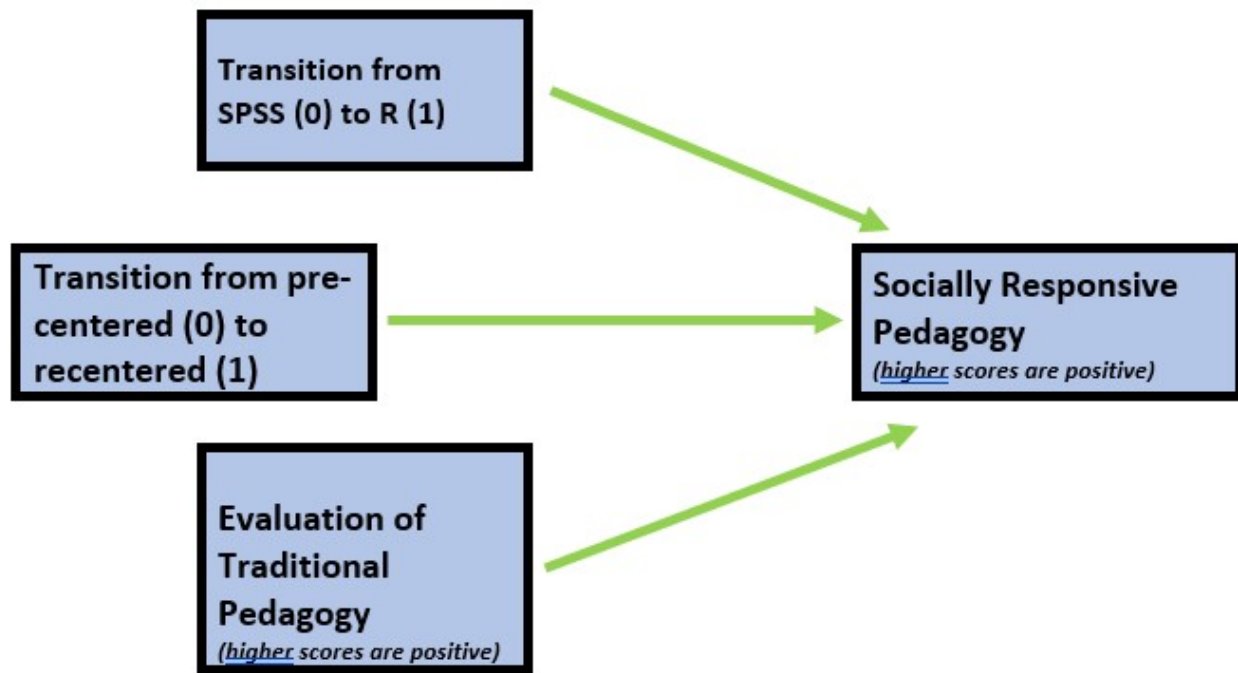 Transition from
SPSS (0) to R (1)
Transition from pre-
centered (0) to
recentered (1)
Evaluation of
Traditional
Pedagogy
(higher scores are positive)
Socially Responsive
Pedagogy
(higher scores are positive)